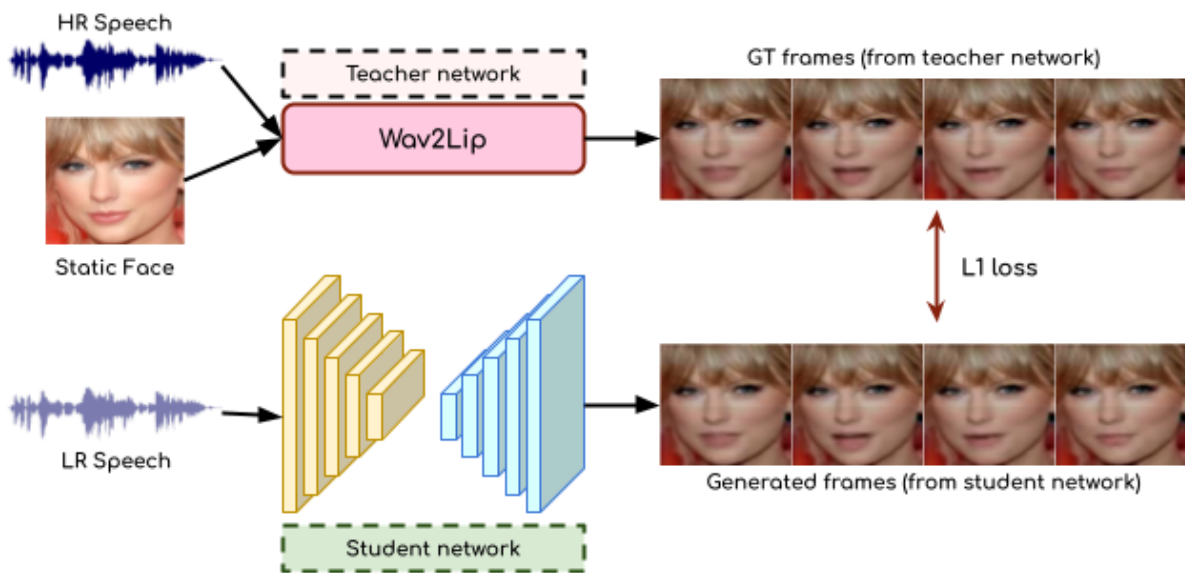 HR Speech
Teacher network
Wav2Lip
GT frames (from teacher network)
Static Face
L1 loss
LR Speech
Generated frames (from student network)
Student network